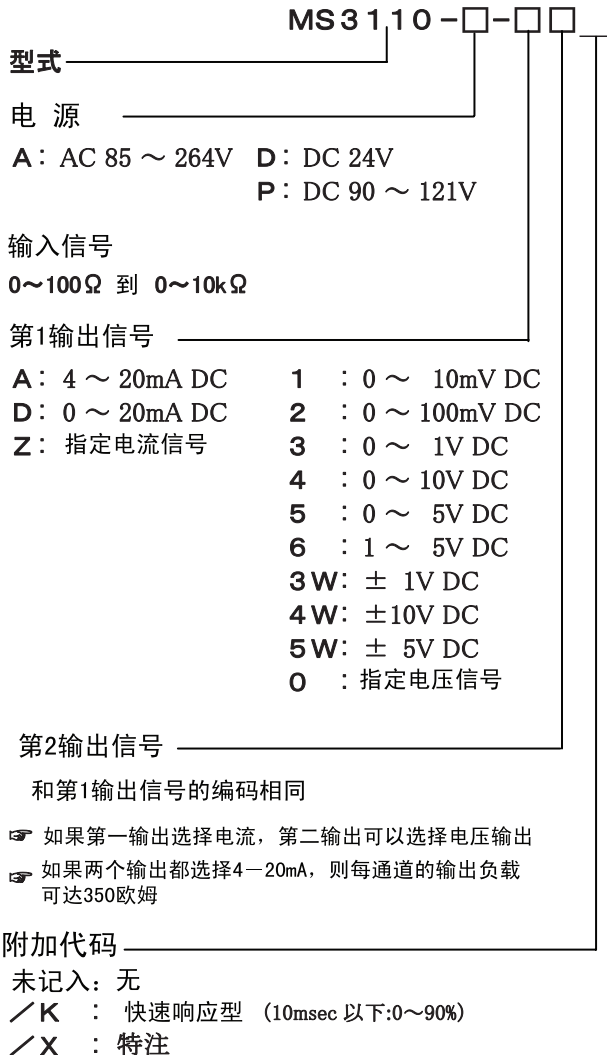 MS3110-□-□□
型式
电 源
A: AC 85 ～ 264V D: DC 24V
P: DC 90 ～ 121V
输入信号
0～100Ω 到 0～10kΩ
第1输出信号
A: 4 ～ 20mA DC 1 : 0 ～ 10mV DC
D: 0 ～ 20mA DC 2 : 0 ～ 100mV DC
Z: 指定电流信号 3 : 0 ～ 1V DC
4 : 0 ～ 10V DC
5 : 0 ～ 5V DC
6 : 1 ～ 5V DC
3W: ± 1V DC
4W: ±10V DC
5W: ± 5V DC
0 : 指定电压信号
第2输出信号
和第1输出信号的编码相同
☞ 如果第一输出选择电流，第二输出可以选择电压输出
☞ 如果两个输出都选择4－20mA，则每通道的输出负载
可达350欧姆
附加代码
未记入：无
／K : 快速响应型 (10msec 以下:0～90%)
／X : 特注